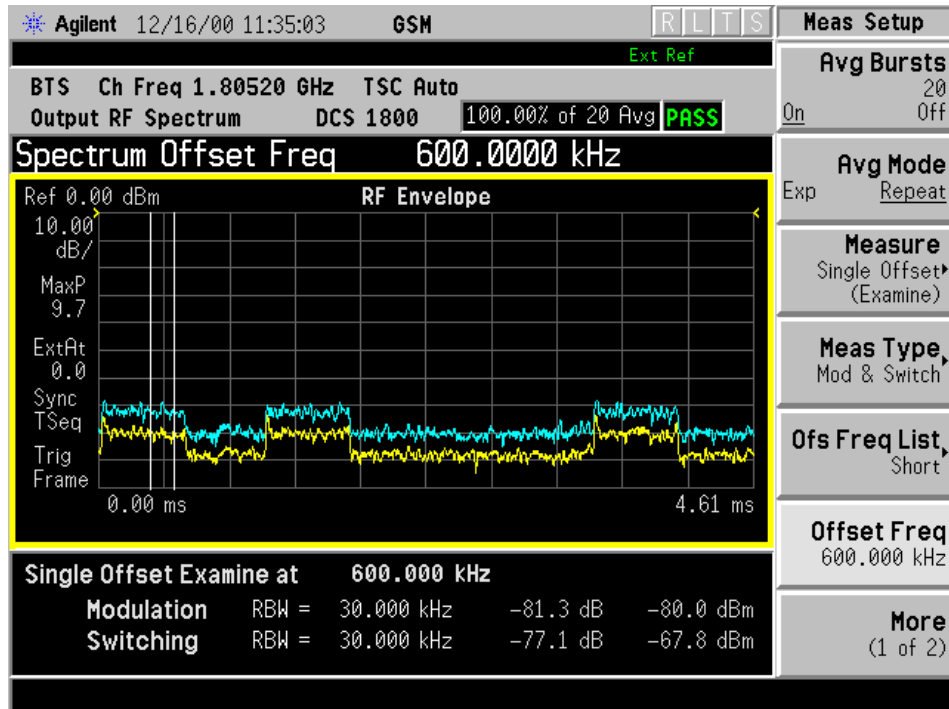 Agilent 12/16/00 11:35:03 GSM R L T S
Ext Ref
BTS Ch Freq 1.80520 GHz TSC Auto
Output RF Spectrum DCS 1800 100.00% of 20 Avg PASS
Spectrum Offset Freq 600.0000 kHz
Ref 0.00 dBm RF Envelope
10.00
dB/
MaxP
9.7
ExtAt
0.0
Sync
TSeq
Trig
Frame
0.00 ms 4.61 ms
Single Offset Examine at 600.000 kHz
Modulation RBW = 30.000 kHz -81.3 dB -80.0 dBm
Switching RBW = 30.000 kHz -77.1 dB -67.8 dBm
Meas Setup
Avg Bursts
20
On Off
Avg Mode
Exp Repeat
Measure
Single Offset
(Examine)
Meas Type
Mod & Switch
Ofs Freq List
Short
Offset Freq
600.000 kHz
More
(1 of 2)